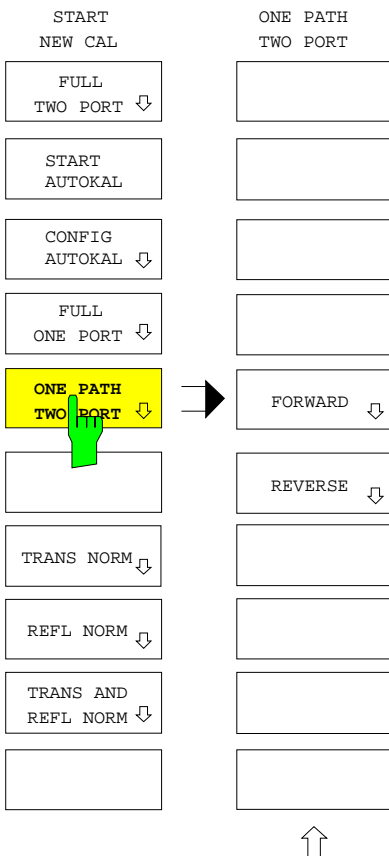 START
NEW CAL
FULL
TWO PORT
START
AUTOKAL
CONFIG
AUTOKAL
FULL
ONE PORT
ONE PATH
TWO PORT
TRANS NORM
REFL NORM
TRANS AND
REFL NORM
ONE PATH
TWO PORT
FORWARD
REVERSE